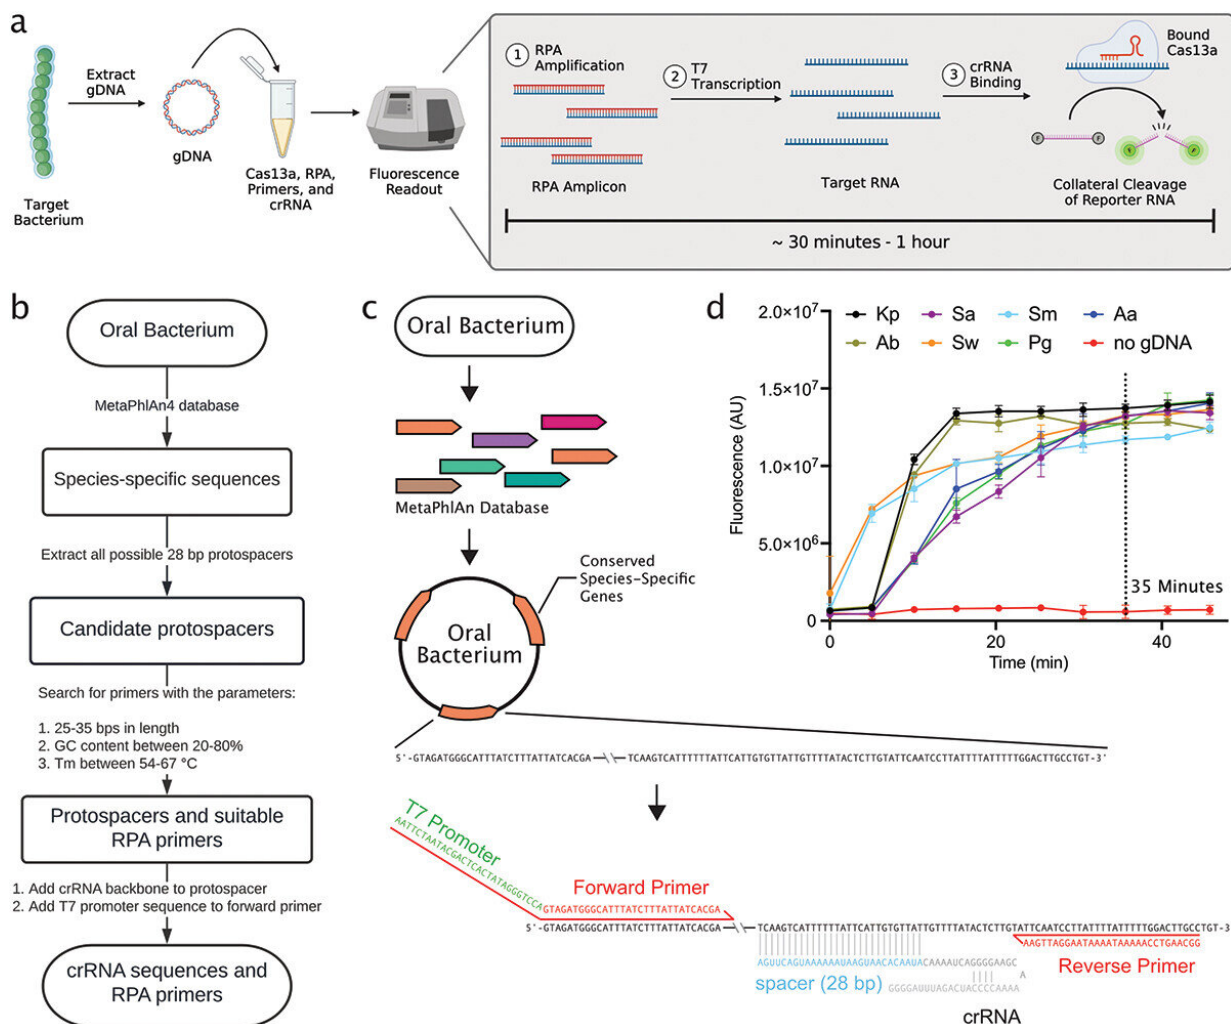 a
Extract
gDNA
Target
Bacterium
gDNA
Cas13a, RPA,
Primers, and
crRNA
Fluorescence
Readout
1 RPA
Amplification
RPA Amplicon
2 T7
Transcription
Target RNA
3 crRNA
Binding
Bound
Cas13a
Collateral Cleavage
of Reporter RNA
~ 30 minutes - 1 hour
b
Oral Bacterium
MetaPhlAn4 database
Species-specific sequences
Extract all possible 28 bp protospacers
Candidate protospacers
Search for primers with the parameters:
1. 25-35 bps in length
2. GC content between 20-80%
3. Tm between 54-67 °C
Protospacers and suitable
RPA primers
1. Add crRNA backbone to protospacer
2. Add T7 promoter sequence to forward primer
crRNA sequences and
RPA primers
c
Oral Bacterium
MetaPhlAn Database
Conserved
Species-Specific
Genes
Oral
Bacterium
5'-GTAGATGGGCATTTATCTTTATTATCACGA
TCAAGTCATTTTTTATTCATTGTGTTATTGTTTTATACTCTTGTATTCAATCCTTATTTTATTTTTGGACTTGCCTGT-3'
T7 Promoter
AATTCTAATACGACTCACTATAGGGTCCA
Forward Primer
GTAGATGGGCATTTATCTTTATTATCACGA
5'-GTAGATGGGCATTTATCTTTATTATCACGA
TCAAGTCATTTTTTATTCATTGTGTTATTGTTTTATACTCTTGTATTCAATCCTTATTTTATTTTTGGACTTGCCTGT-3
AGUUCAGUAAAAAAUAAGUAACACAAUACAAAAUCAGGGGAAGC
A
GGGGAUUUAGACUACCCCAAAA
spacer (28 bp)
crRNA
AAGTTAGGAATAAAATAAAAACCTGAACGG
Reverse Primer
d
Kp
Sa
Sm
Aa
Ab
Sw
Pg
no gDNA
Fluorescence (AU)
2.0×10⁷
1.5×10⁷
1.0×10⁷
5.0×10⁶
0
35 Minutes
0
20
40
Time (min)